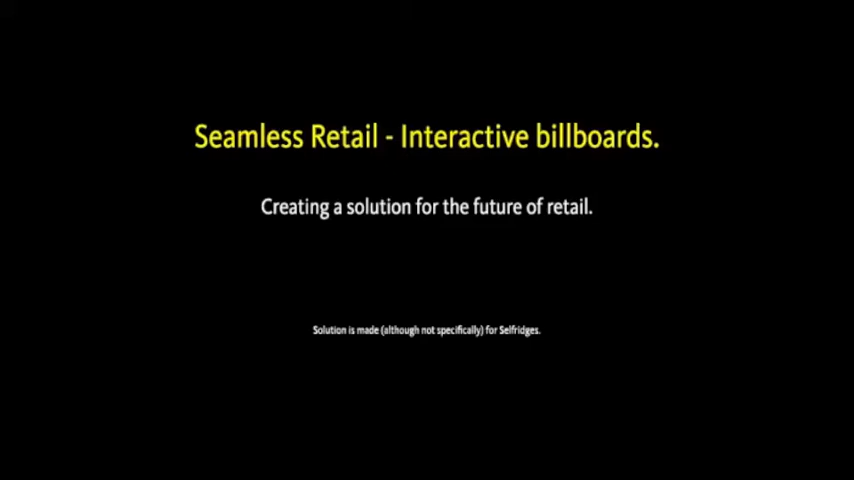 Seamless Retail - Interactive billboards.
Creating a solution for the future of retail.
Solution is made (although not specifically) for Selfridges.